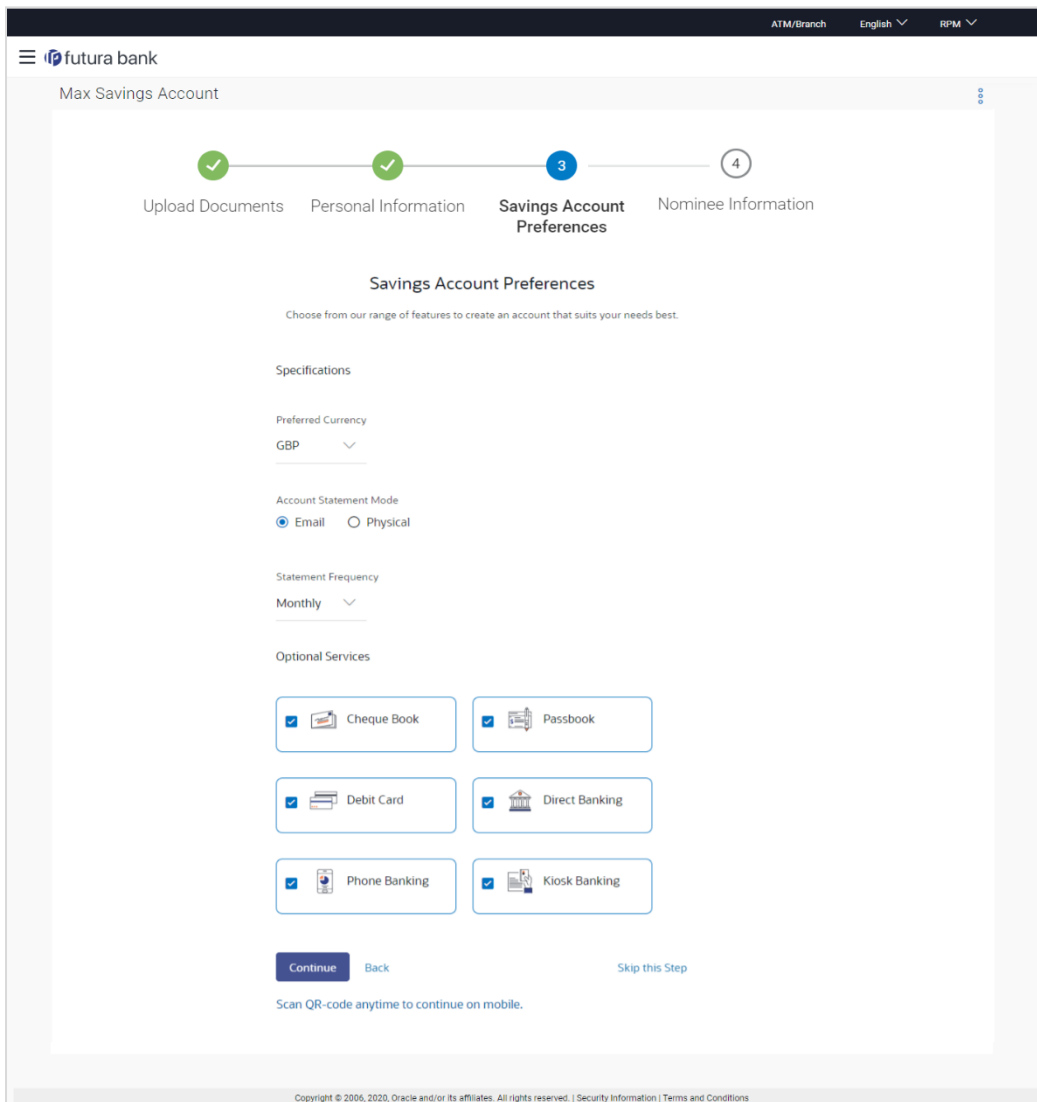 ATM/Branch English RPM
futura bank
Max Savings Account
3 4
Upload Documents Personal Information Savings Account Preferences Nominee Information
Savings Account Preferences
Choose from our range of features to create an account that suits your needs best.
Specifications
Preferred Currency
GBP
Account Statement Mode
Email Physical
Statement Frequency
Monthly
Optional Services
Cheque Book Passbook
Debit Card Direct Banking
Phone Banking Kiosk Banking
Continue Back Skip this Step
Scan QR-code anytime to continue on mobile.
Copyright © 2006, 2020, Oracle and/or its affiliates. All rights reserved. | Security Information | Terms and Conditions